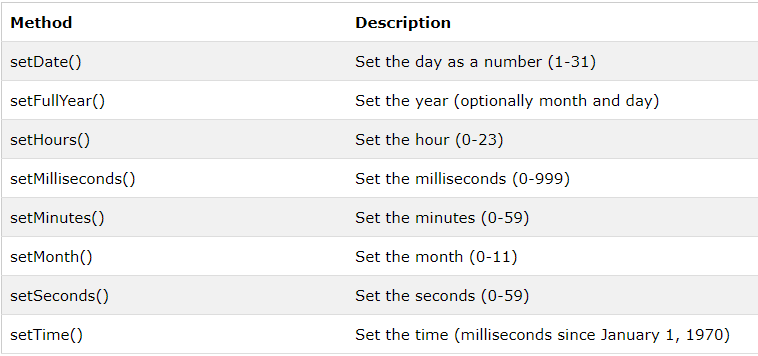 Method Description
setDate() Set the day as a number (1-31)
setFullYear() Set the year (optionally month and day)
setHours() Set the hour (0-23)
setMilliseconds() Set the milliseconds (0-999)
setMinutes() Set the minutes (0-59)
setMonth() Set the month (0-11)
setSeconds() Set the seconds (0-59)
setTime() Set the time (milliseconds since January 1, 1970)